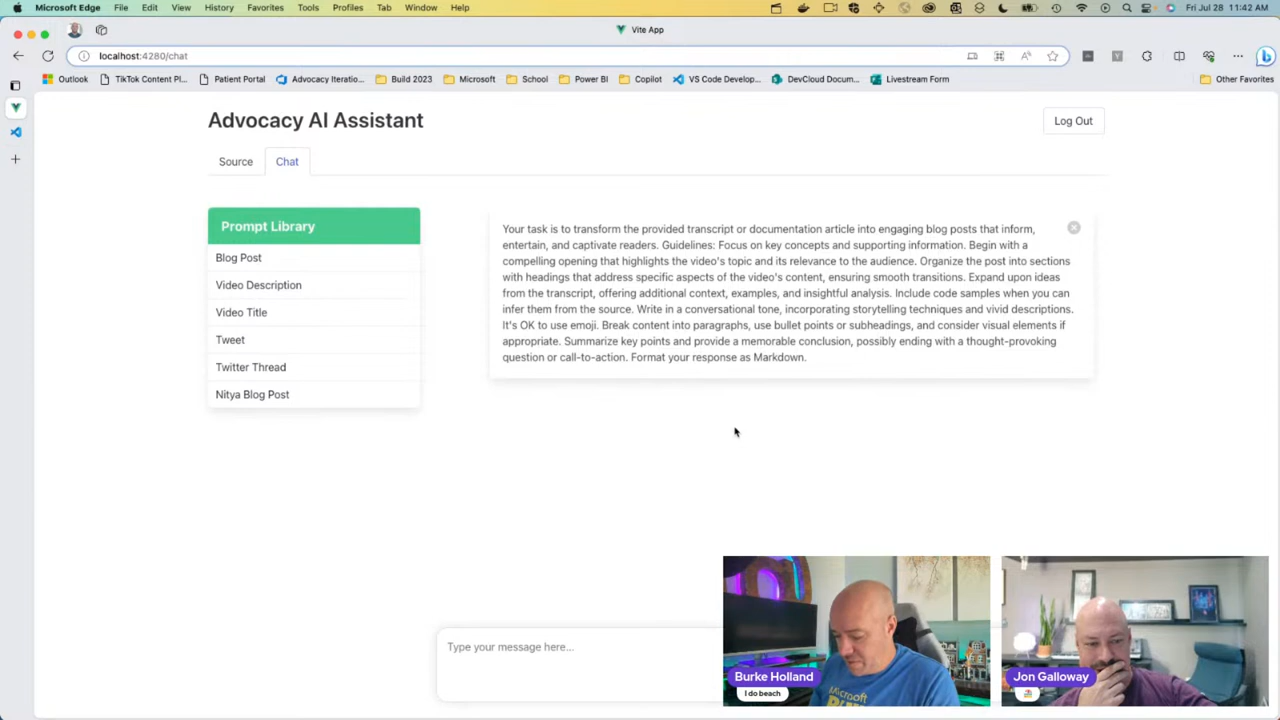 Microsoft Edge File Edit View History Favorites Tools Profiles Tab Window Help Fri Jul 28 11:42 AM
Vite App
localhost:4280/chat
Outlook TikTok Content Pl... Patient Portal Advocacy Iteratio... Build 2023 Microsoft School Power BI Copilot VS Code Develop... DevCloud Docum... Livestream Form Other Favorites
Advocacy AI Assistant
Log Out
Source Chat
Prompt Library
Blog Post
Video Description
Video Title
Tweet
Twitter Thread
Nitya Blog Post
Your task is to transform the provided transcript or documentation article into engaging blog posts that inform,
entertain, and captivate readers. Guidelines: Focus on key concepts and supporting information. Begin with a
compelling opening that highlights the video's topic and its relevance to the audience. Organize the post into sections
with headings that address specific aspects of the video's content, ensuring smooth transitions. Expand upon ideas
from the transcript, offering additional context, examples, and insightful analysis. Include code samples when you can
infer them from the source. Write in a conversational tone, incorporating storytelling techniques and vivid descriptions.
It's OK to use emoji. Break content into paragraphs, use bullet points or subheadings, and consider visual elements if
appropriate. Summarize key points and provide a memorable conclusion, possibly ending with a thought-provoking
question or call-to-action. Format your response as Markdown.
Type your message here...
Burke Holland
I do beach
Microsoft
Jon Galloway